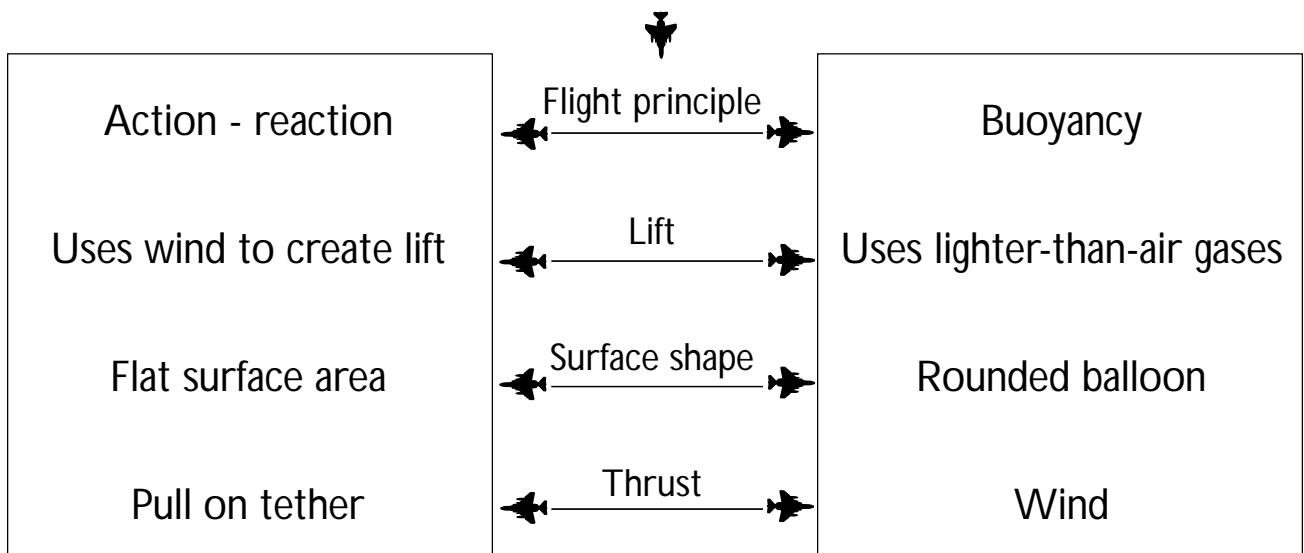 Action - reaction
Flight principle
Buoyancy
Uses wind to create lift
Lift
Uses lighter-than-air gases
Flat surface area
Surface shape
Rounded balloon
Pull on tether
Thrust
Wind